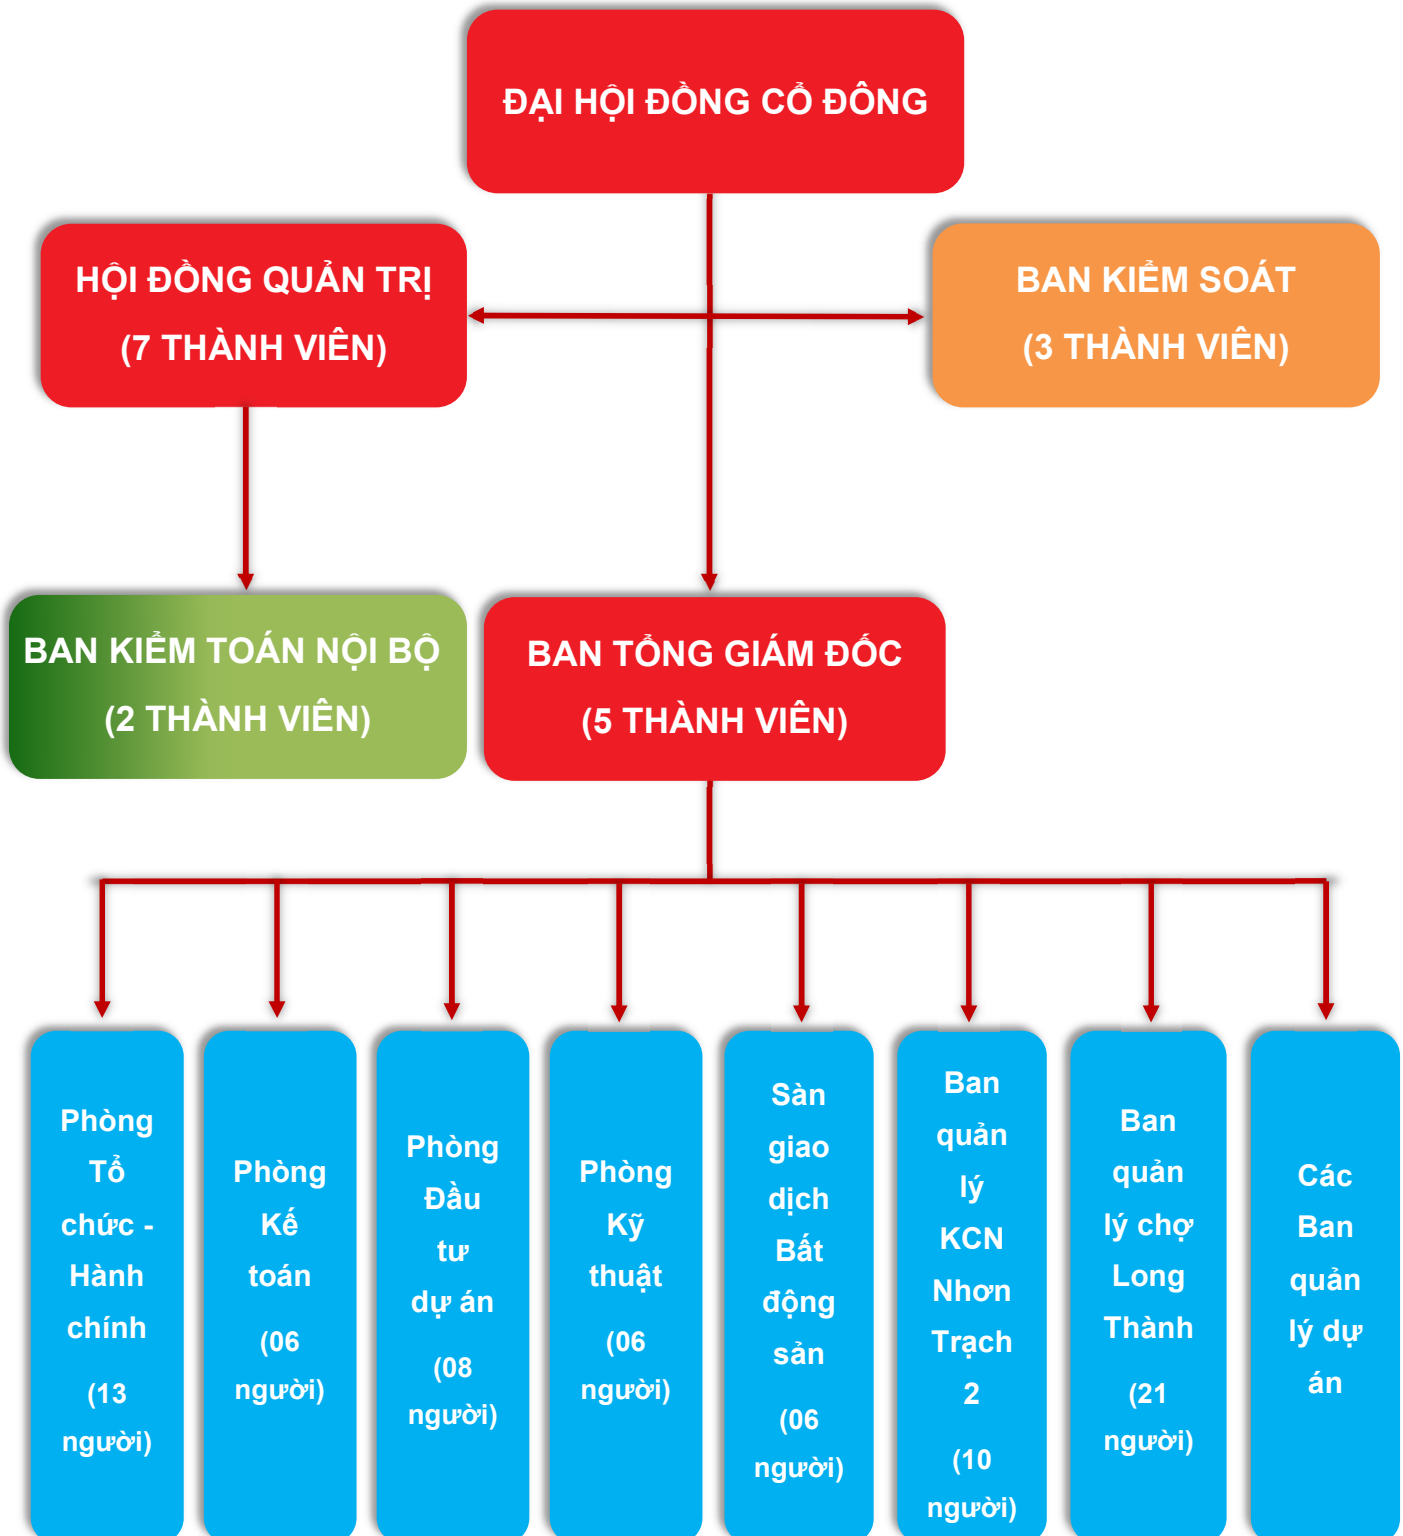 ĐẠI HỘI ĐỒNG CỔ ĐÔNG
HỘI ĐỒNG QUẢN TRỊ
(7 THÀNH VIÊN)
BAN KIỂM SOÁT
(3 THÀNH VIÊN)
BAN KIỂM TOÁN NỘI BỘ
(2 THÀNH VIÊN)
BAN TỔNG GIÁM ĐỐC
(5 THÀNH VIÊN)
Phòng
Tổ
chức -
Hành
chính
(13
người)
Phòng
Kế
toán
(06
người)
Phòng
Đầu
tư
dự án
(08
người)
Phòng
Kỹ
thuật
(06
người)
Sàn
giao
dịch
Bất
động
sản
(06
người)
Ban
quản
lý
KCN
Nhơn
Trạch
2
(10
người)
Ban
quản
lý chợ
Long
Thành
(21
người)
Các
Ban
quản
lý dự
án